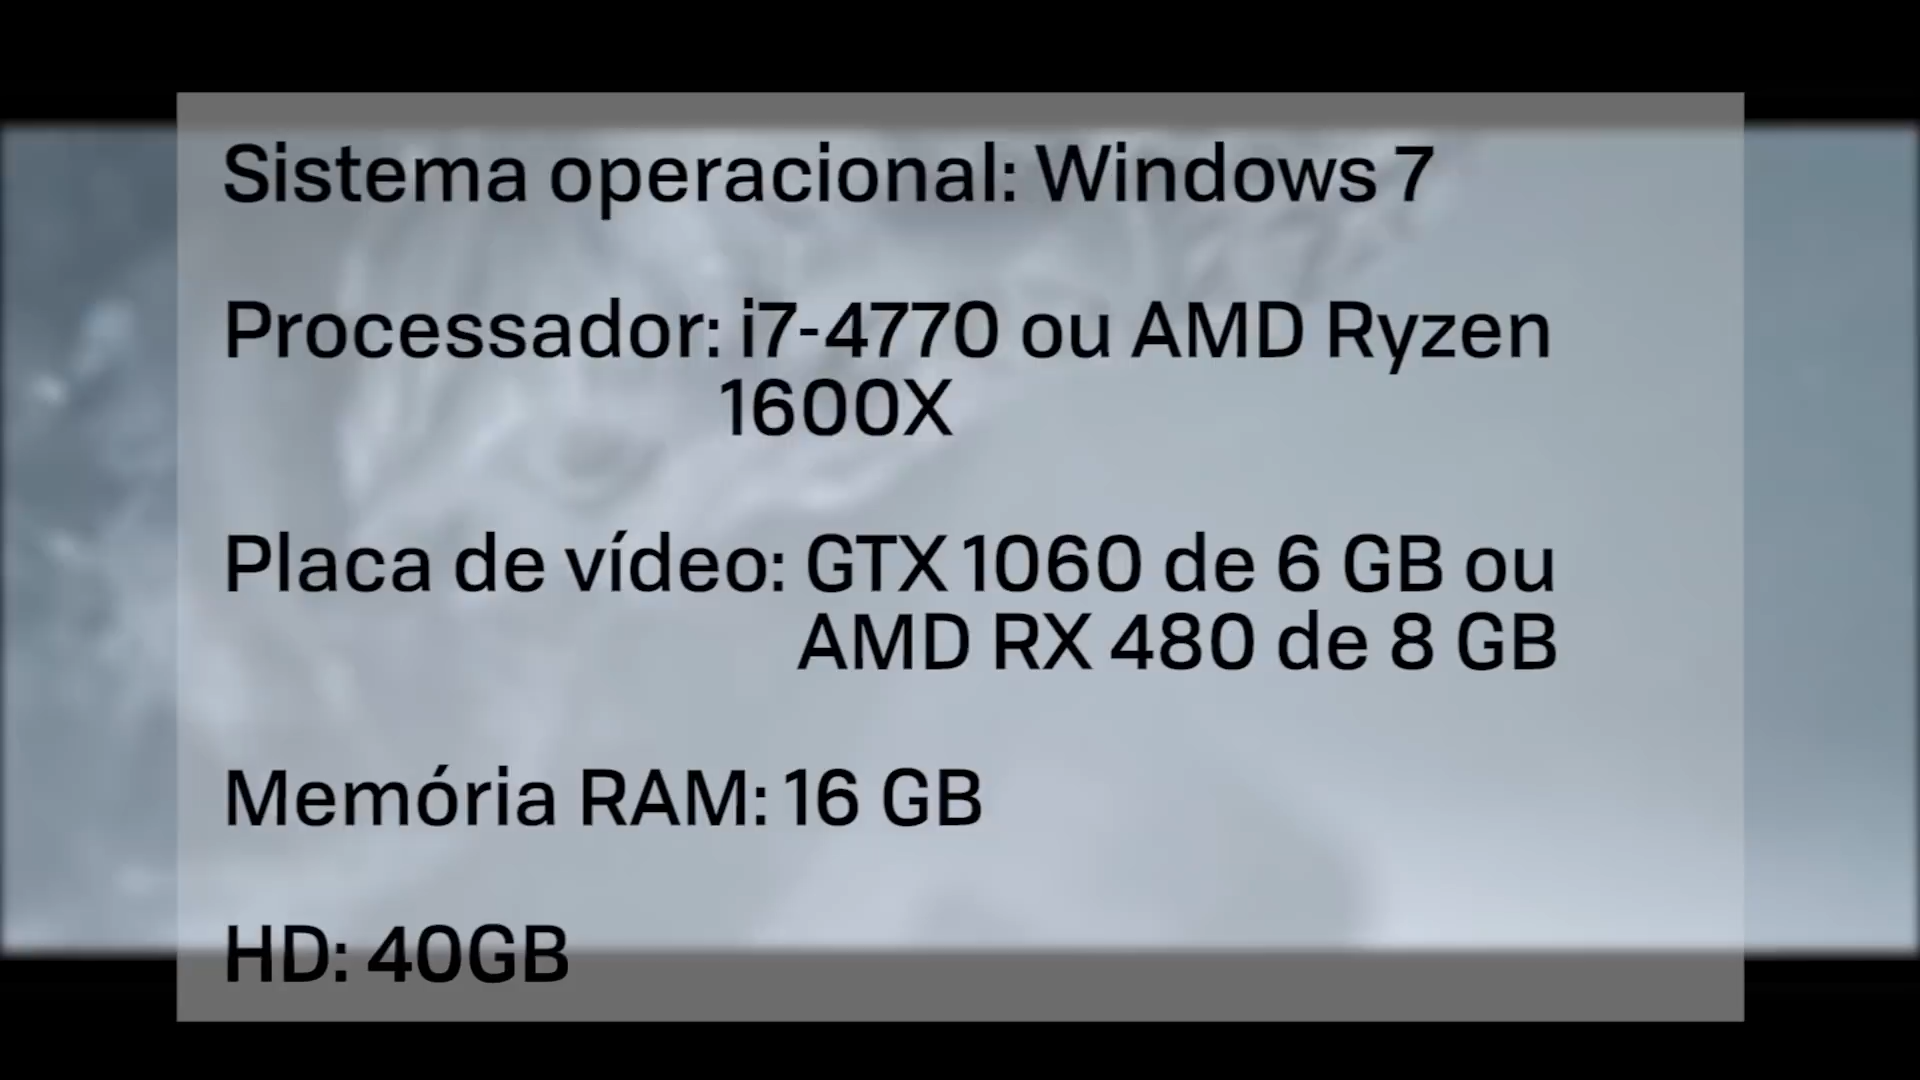 Sistema operacional: Windows 7
Processador: i7-4770 ou AMD Ryzen
1600X
Placa de vídeo: GTX 1060 de 6 GB ou
AMD RX 480 de 8 GB
Memória RAM: 16 GB
HD: 40GB